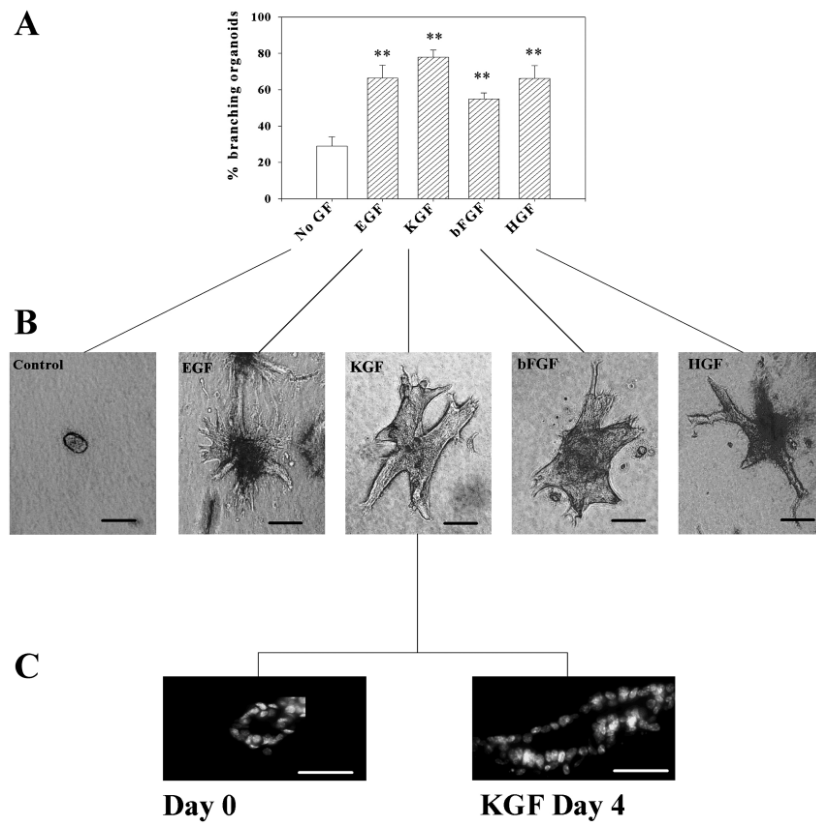 A
% branching organoids
100
80
60
40
20
0
**
**
**
**
No GF
EGF
KGF
bFGF
HGF
B
Control
EGF
KGF
bFGF
HGF
C
Day 0
KGF Day 4